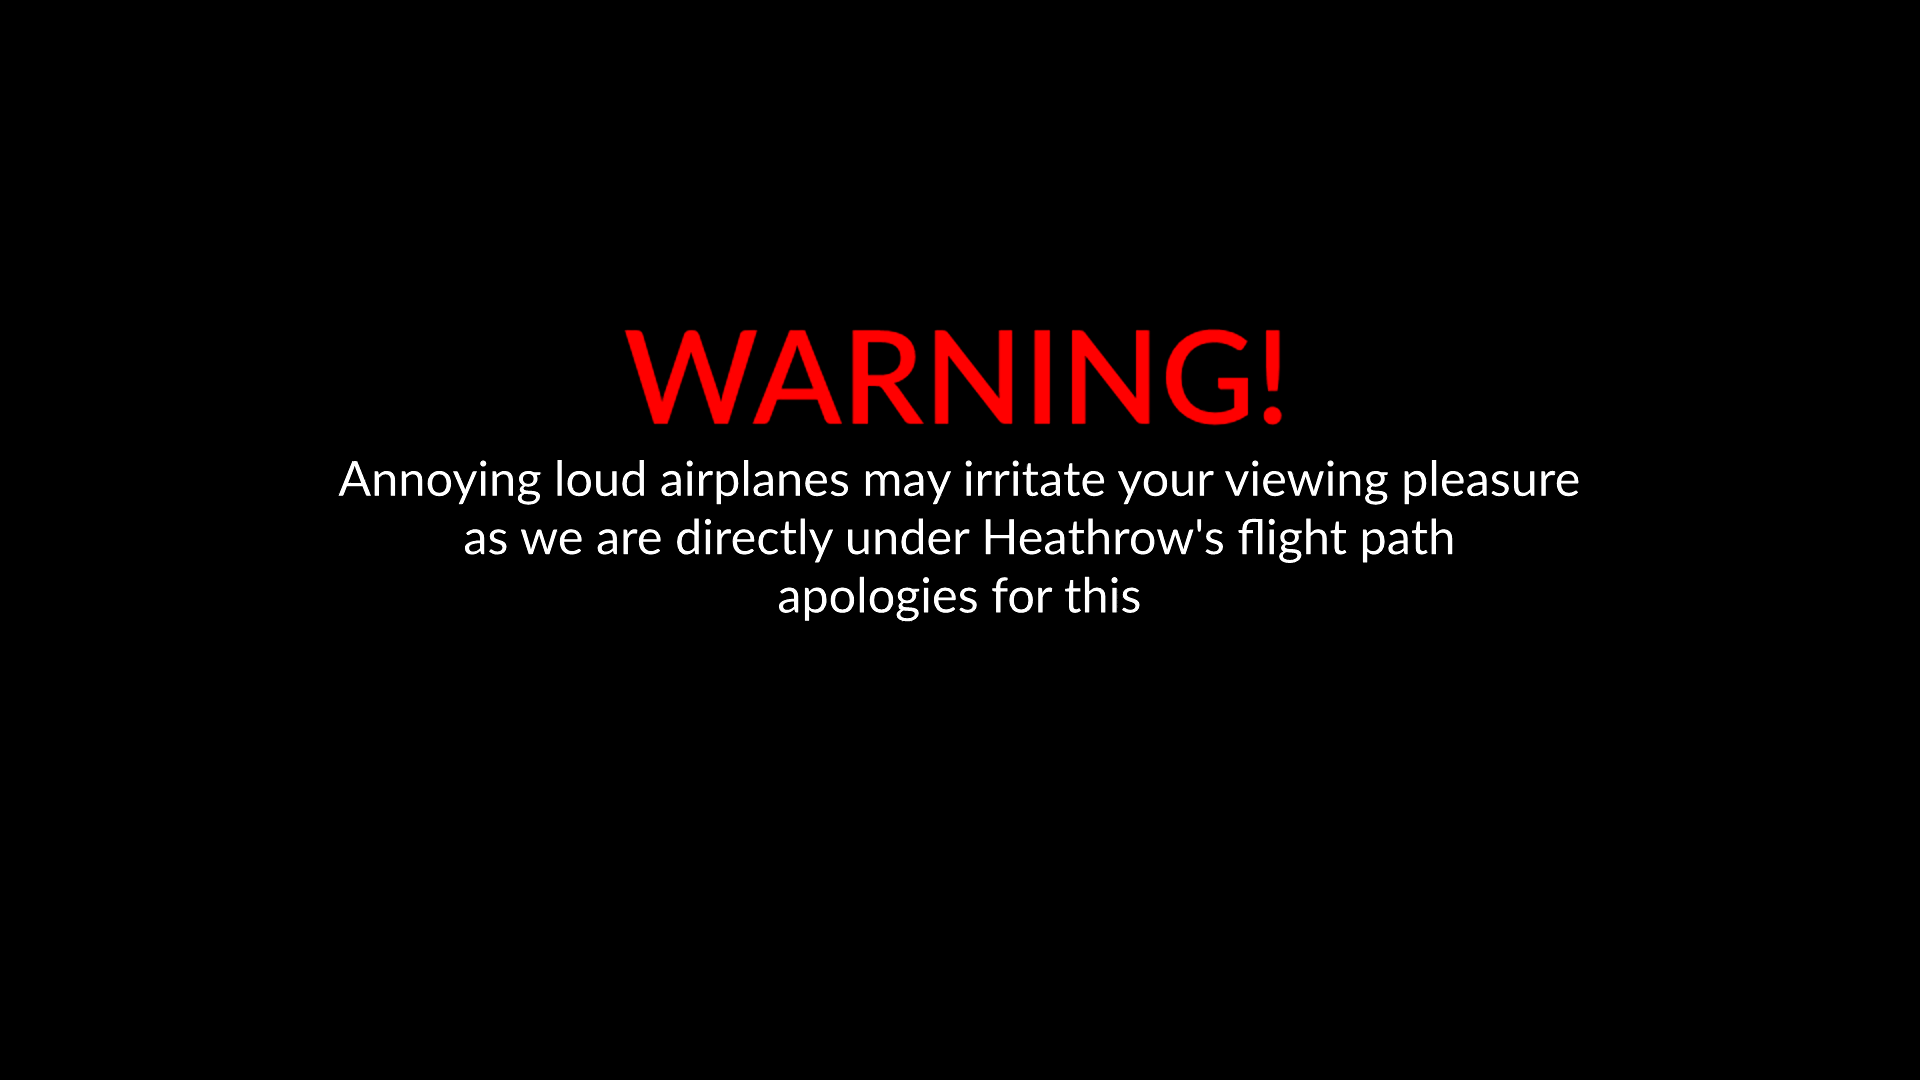 WARNING!
Annoying loud airplanes may irritate your viewing pleasure
as we are directly under Heathrow's flight path
apologies for this